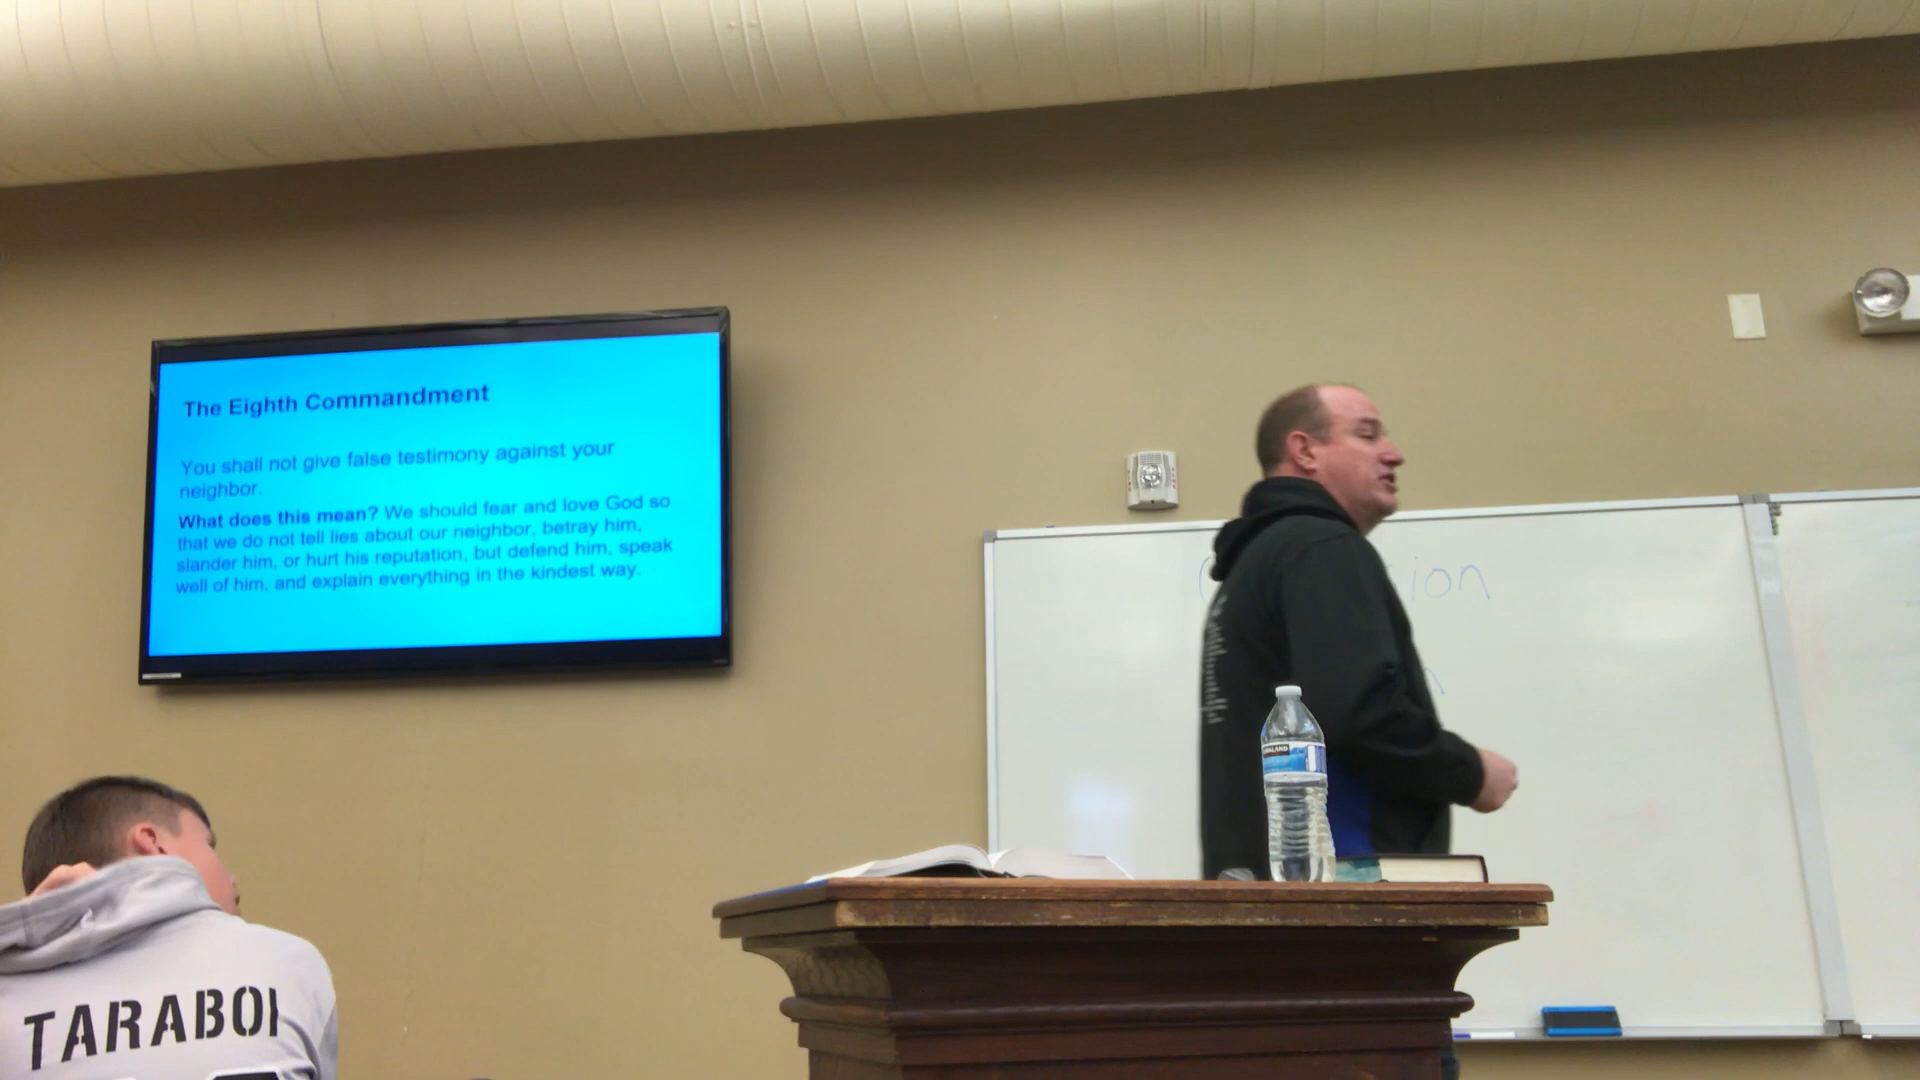 The Eighth Commandment
You shall not give false testimony against your
neighbor.
What does this mean? We should fear and love God so
that we do not tell lies about our neighbor, betray him,
slander him, or hurt his reputation, but defend him, speak
well of him, and explain everything in the kindest way.
KIRKLAND
TARABOI